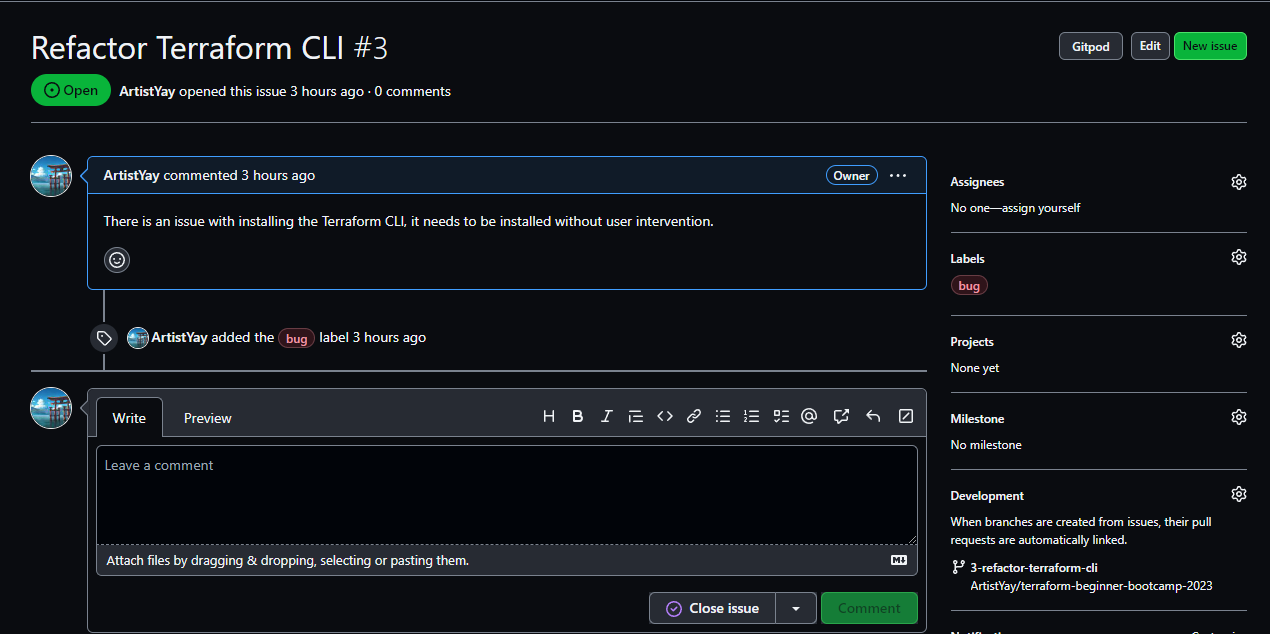 Refactor Terraform CLI #3
Gitpod
Edit
New issue
Open
ArtistYay opened this issue 3 hours ago · 0 comments
ArtistYay commented 3 hours ago
Owner
There is an issue with installing the Terraform CLI, it needs to be installed without user intervention.
ArtistYay added the bug label 3 hours ago
Write
Preview
Leave a comment
Attach files by dragging & dropping, selecting or pasting them.
Close issue
Comment
Assignees
No one—assign yourself
Labels
bug
Projects
None yet
Milestone
No milestone
Development
When branches are created from issues, their pull
requests are automatically linked.
3-refactor-terraform-cli
ArtistYay/terraform-beginner-bootcamp-2023